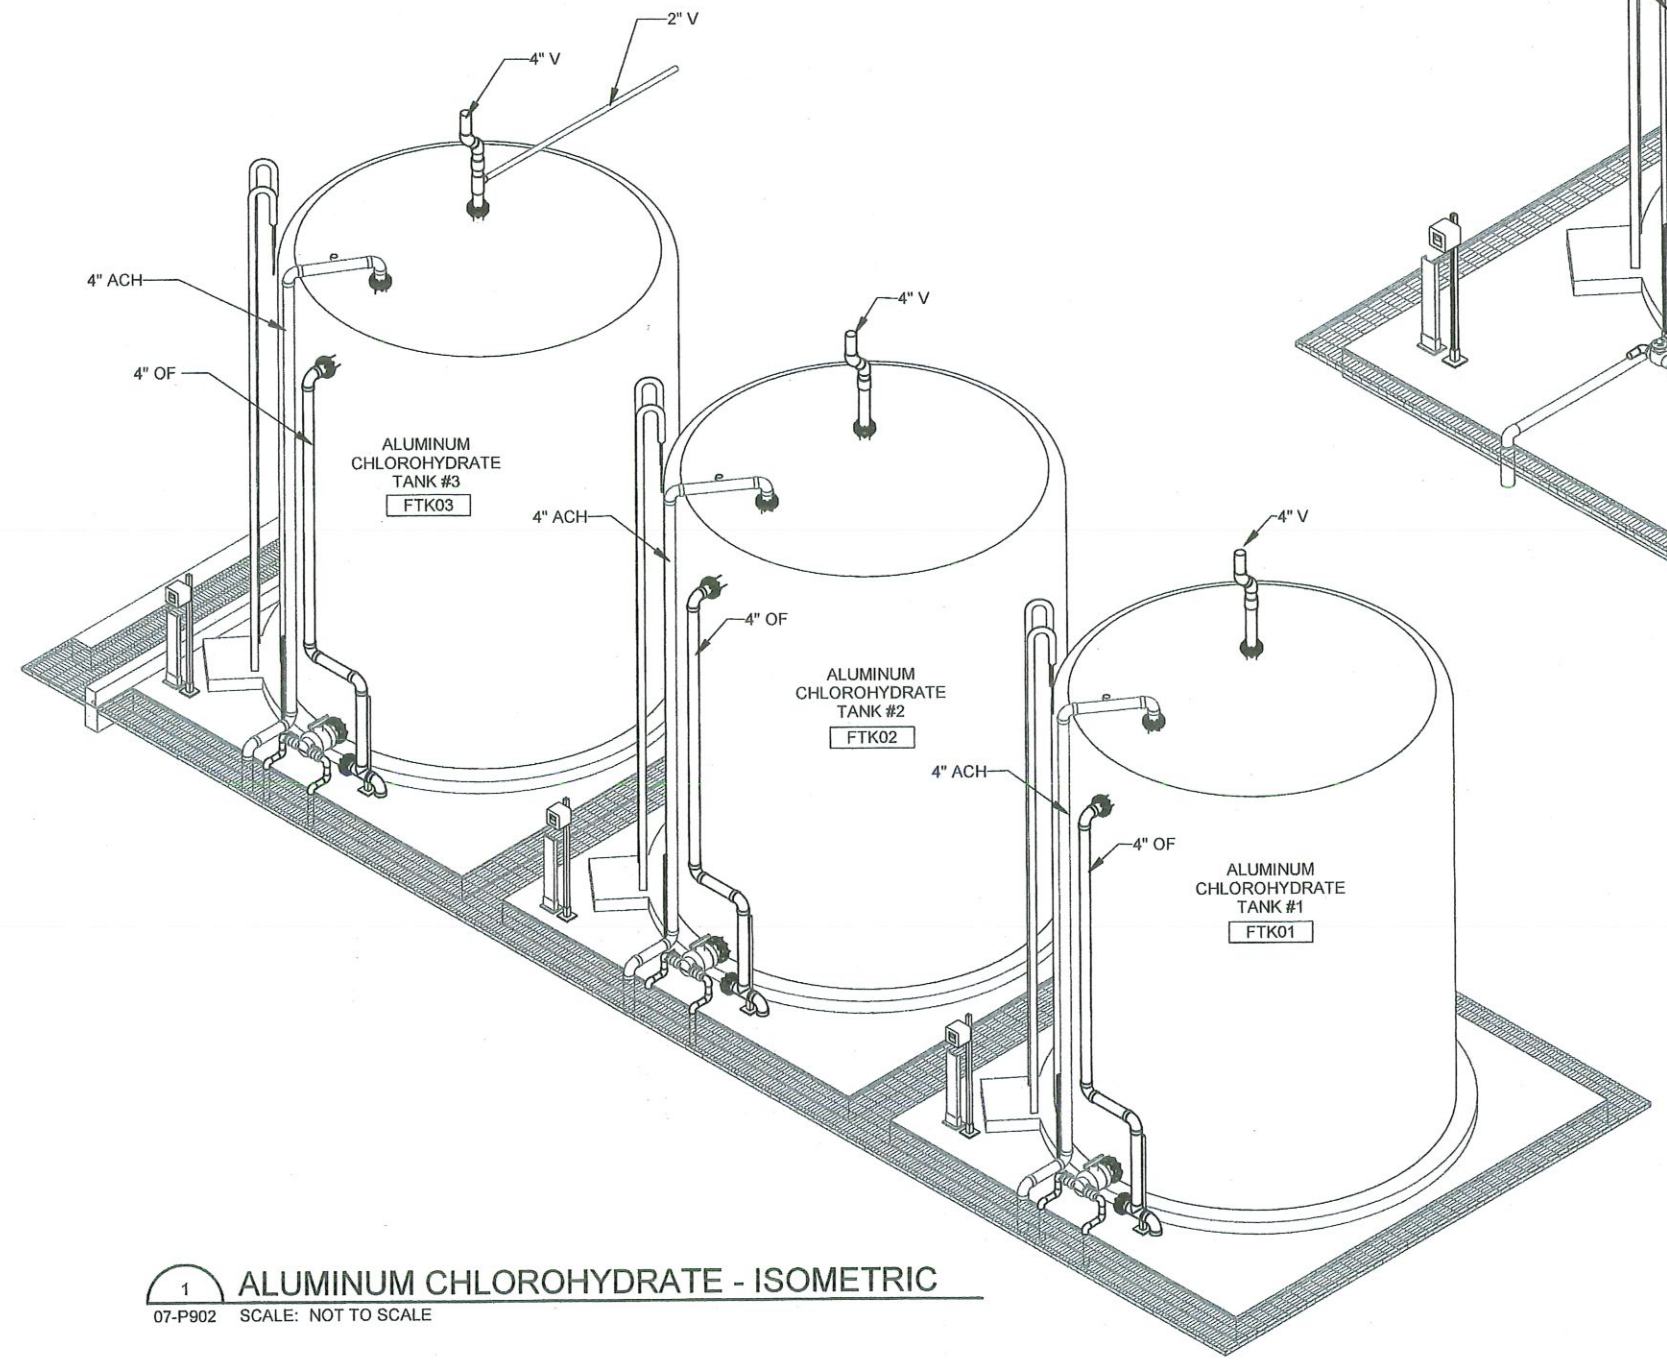 2" V
4" V
4" ACH
4" OF
ALUMINUM
CHLOROHYDRATE
TANK #3
FTK03
4" V
4" ACH
4" OF
ALUMINUM
CHLOROHYDRATE
TANK #2
FTK02
4" V
4" ACH
4" OF
ALUMINUM
CHLOROHYDRATE
TANK #1
FTK01
1
ALUMINUM CHLOROHYDRATE - ISOMETRIC
07-P902
SCALE: NOT TO SCALE